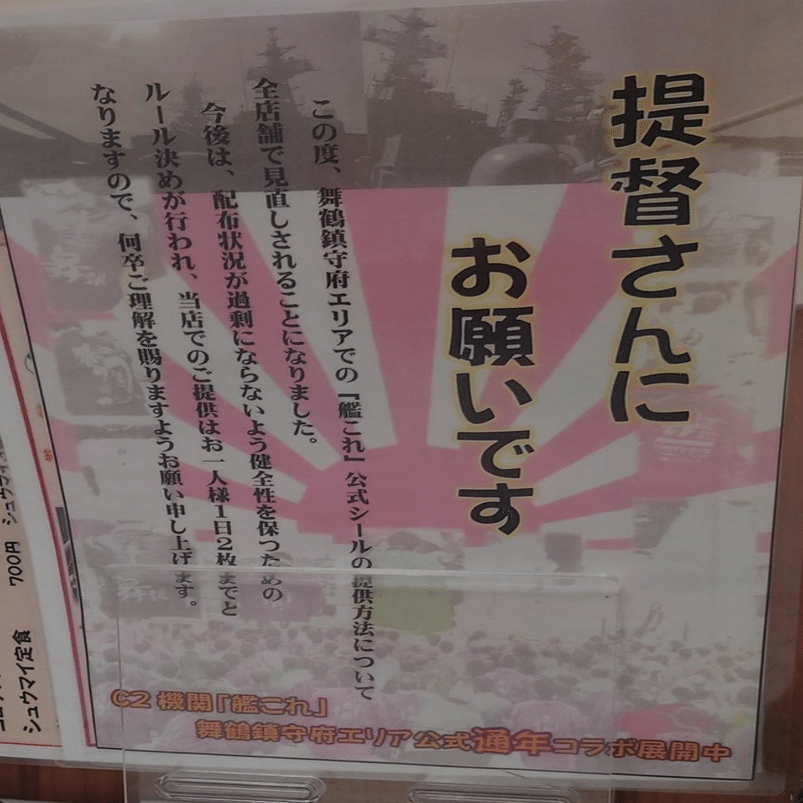 提督さんに
お願いです
この度、舞鶴鎮守府エリアでの『艦これ』公式シールの提供方法について
全店舗で見直しされることになりました。
今後は、配布状況が過剰にならないよう健全性を保つための
ルール決めが行われ、当店でのご提供はお一人様1日2枚までと
なりますので、何卒ご理解を賜りますようお願い申し上げます。
C2機関『艦これ』
舞鶴鎮守府エリア公式通年コラボ展開中
700円
シュウマイ定食